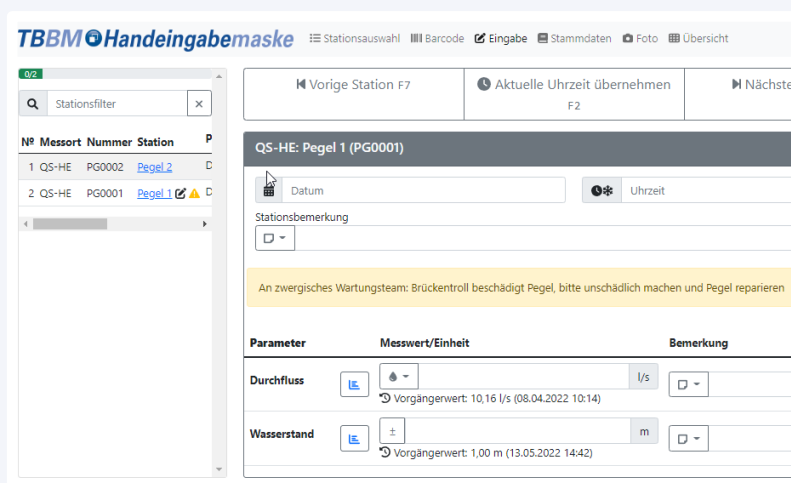 TBBM Handeingabemaske
Stationsauswahl Barcode Eingabe Stammdaten Foto Übersicht
0/2
Stationsfilter
Vorige Station F7
Aktuelle Uhrzeit übernehmen
F2
Nächste
Nº Messort Nummer Station P
1 QS-HE PG0002 Pegel 2 D
2 QS-HE PG0001 Pegel 1 D
QS-HE: Pegel 1 (PG0001)
Datum
Uhrzeit
Stationsbemerkung
An zwergisches Wartungsteam: Brückentroll beschädigt Pegel, bitte unschädlich machen und Pegel reparieren
Parameter Messwert/Einheit Bemerkung
Durchfluss l/s
Vorgängerwert: 10,16 l/s (08.04.2022 10:14)
Wasserstand ± m
Vorgängerwert: 1,00 m (13.05.2022 14:42)